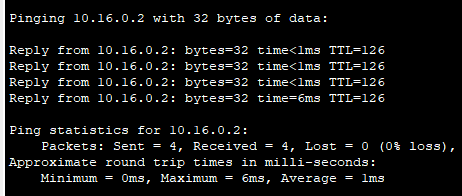 Pinging 10.16.0.2 with 32 bytes of data:
Reply from 10.16.0.2: bytes=32 time<1ms TTL=126
Reply from 10.16.0.2: bytes=32 time<1ms TTL=126
Reply from 10.16.0.2: bytes=32 time<1ms TTL=126
Reply from 10.16.0.2: bytes=32 time=6ms TTL=126
Ping statistics for 10.16.0.2:
Packets: Sent = 4, Received = 4, Lost = 0 (0% loss),
Approximate round trip times in milli-seconds:
Minimum = 0ms, Maximum = 6ms, Average = 1ms